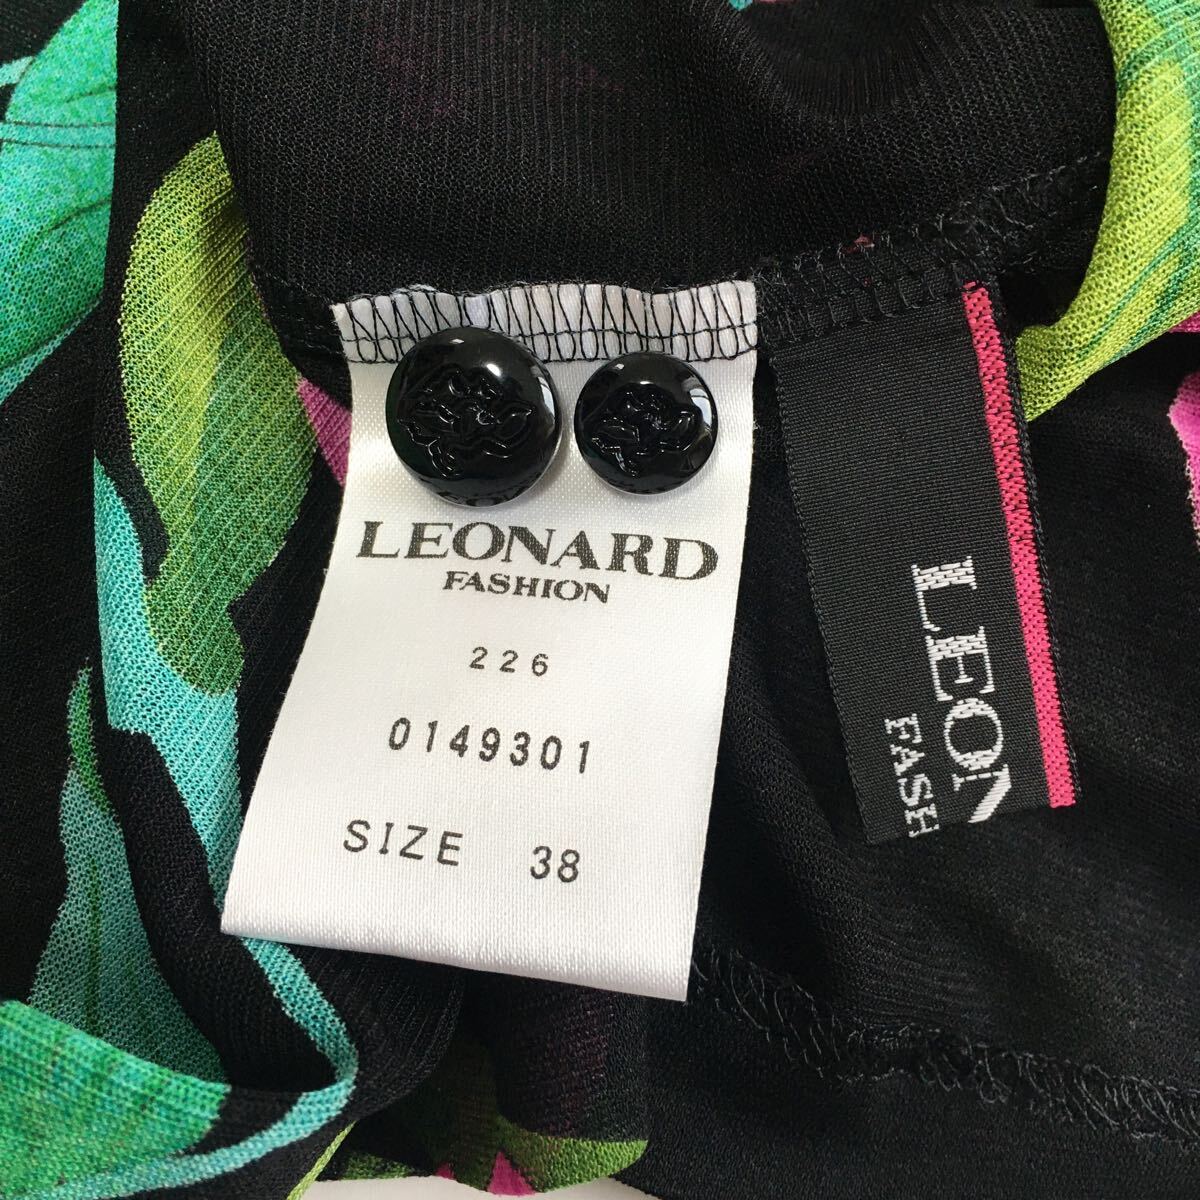 LEONARD
FASHION
226
0149301
SIZE 38
LEON
FASH